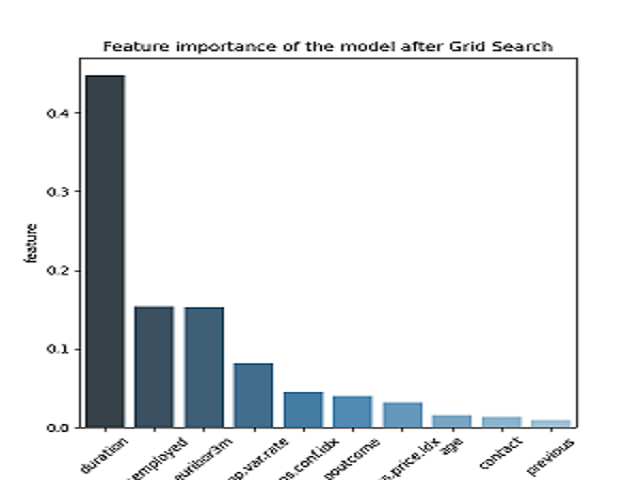 Feature importance of the model after Grid Search
0.4
0.3
0.2
0.1
0.0
feature
duration
employed
euribor3m
p.var.rate
s.conf.idx
poutcome
s.price.idx
age
contact
previous